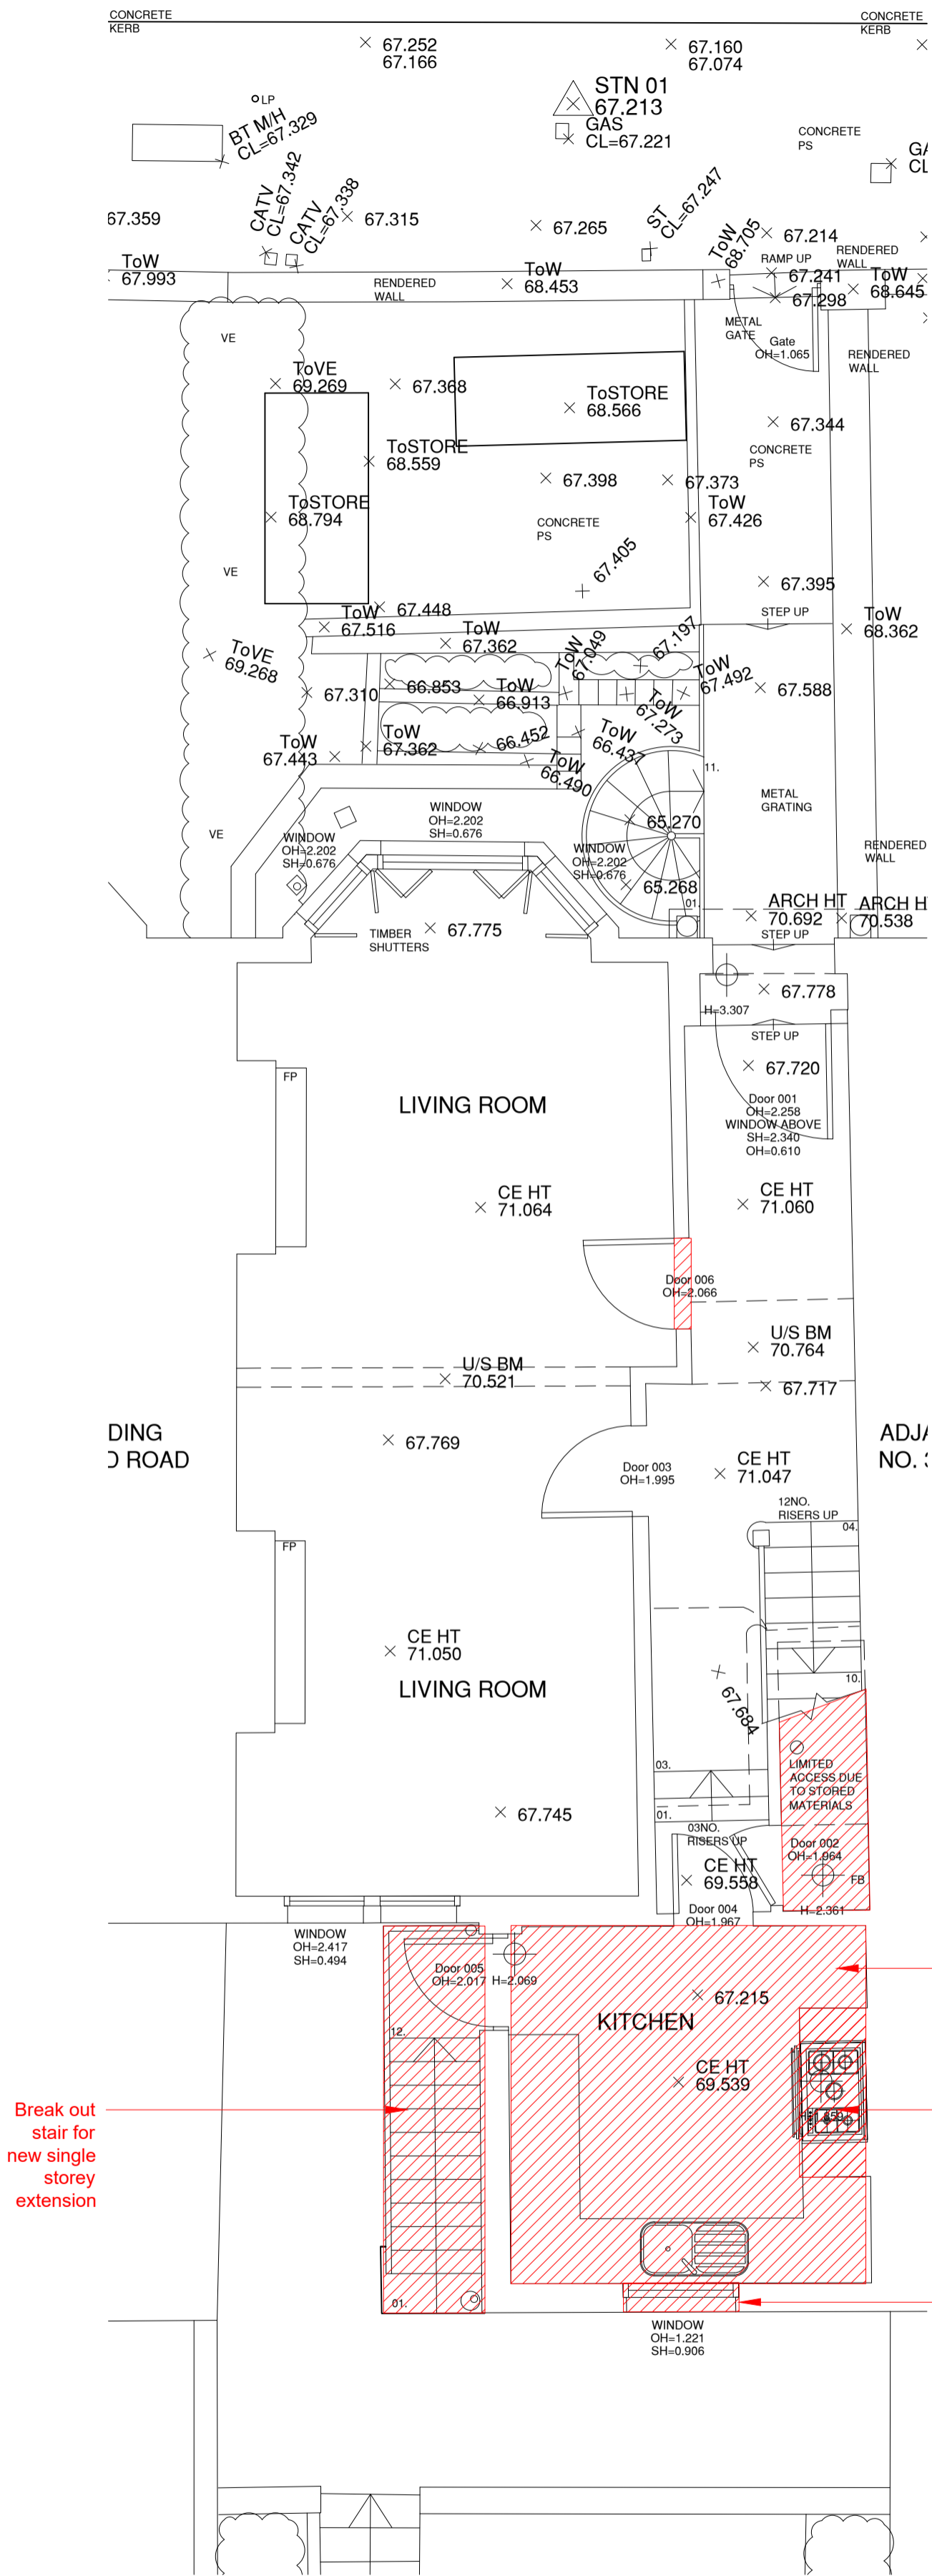 CONCRETE
KERB
CONCRETE
KERB
67.252
67.166
67.160
67.074
LP
STN 01
67.213
GAS
CL=67.221
BT M/H
CL=67.329
CONCRETE
PS
GA
CL
CATV
CL=67.342
CATV
CL=67.338
ST
CL=67.247
67.359
67.315
67.265
67.214
ToW
68.705
RAMP UP
RENDERED
WALL
ToW
67.993
RENDERED
WALL
ToW
68.453
67.241
67.298
ToW
68.645
METAL
GATE
Gate
OH=1.065
RENDERED
WALL
VE
ToVE
69.269
67.368
ToSTORE
68.566
67.344
ToSTORE
68.559
CONCRETE
PS
67.398
67.373
ToSTORE
68.794
CONCRETE
PS
ToW
67.426
VE
67.405
67.395
67.448
STEP UP
ToW
67.516
ToW
67.362
ToW
68.362
ToW
67.049
67.197
ToVE
69.268
67.310
66.853
ToW
66.913
ToW
67.492
67.588
ToW
67.273
ToW
67.443
ToW
67.362
66.452
ToW
66.437
ToW
66.490
11.
METAL
GRATING
VE
WINDOW
OH=2.202
SH=0.676
WINDOW
OH=2.202
SH=0.676
WINDOW
OH=2.202
SH=0.676
65.270
RENDERED
WALL
65.268
01.
ARCH HT
70.692
ARCH H
70.538
STEP UP
TIMBER
SHUTTERS
67.775
67.778
H=3.307
STEP UP
67.720
FP
LIVING ROOM
Door 001
OH=2.258
WINDOW ABOVE
SH=2.340
OH=0.610
CE HT
71.064
CE HT
71.060
Door 006
OH=2.066
U/S BM
70.764
U/S BM
70.521
67.717
DING
D ROAD
67.769
ADJA
NO. 3
Door 003
OH=1.995
CE HT
71.047
12NO.
RISERS UP
04.
FP
CE HT
71.050
LIVING ROOM
67.684
10.
03.
LIMITED
ACCESS DUE
TO STORED
MATERIALS
67.745
01.
03NO.
RISERS UP
Door 002
OH=1.964
CE HT
69.558
FB
Door 004
OH=1.967
H=2.361
WINDOW
OH=2.417
SH=0.494
Door 005
OH=2.017
H=2.069
67.215
KITCHEN
12.
CE HT
69.539
Break out
stair for
new single
storey
extension
01.
WINDOW
OH=1.221
SH=0.906